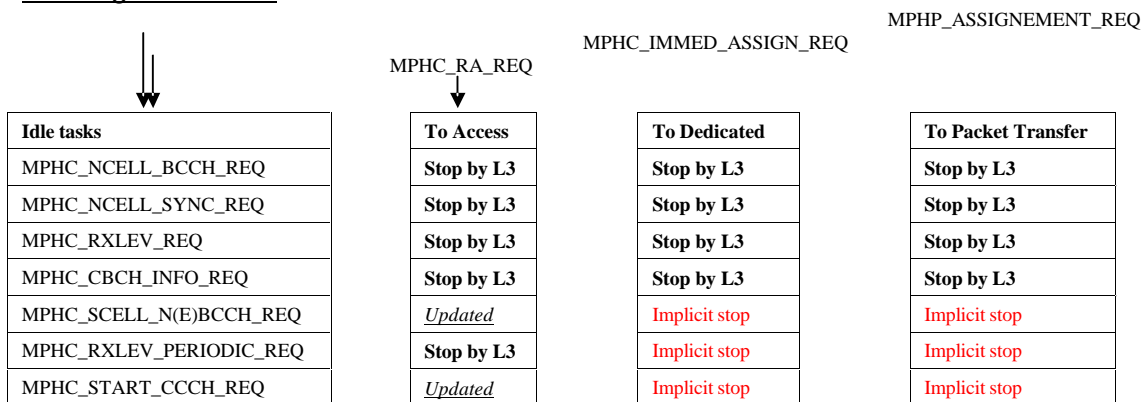 MPHP_ASSIGNEMENT_REQ
MPHC_IMMED_ASSIGN_REQ
MPHC_RA_REQ
Idle tasks To Access To Dedicated To Packet Transfer
MPHC_NCELL_BCCH_REQ Stop by L3 Stop by L3 Stop by L3
MPHC_NCELL_SYNC_REQ Stop by L3 Stop by L3 Stop by L3
MPHC_RXLEV_REQ Stop by L3 Stop by L3 Stop by L3
MPHC_CBCH_INFO_REQ Stop by L3 Stop by L3 Stop by L3
MPHC_SCELL_N(E)BCCH_REQ Updated Implicit stop Implicit stop
MPHC_RXLEV_PERIODIC_REQ Stop by L3 Implicit stop Implicit stop
MPHC_START_CCCH_REQ Updated Implicit stop Implicit stop